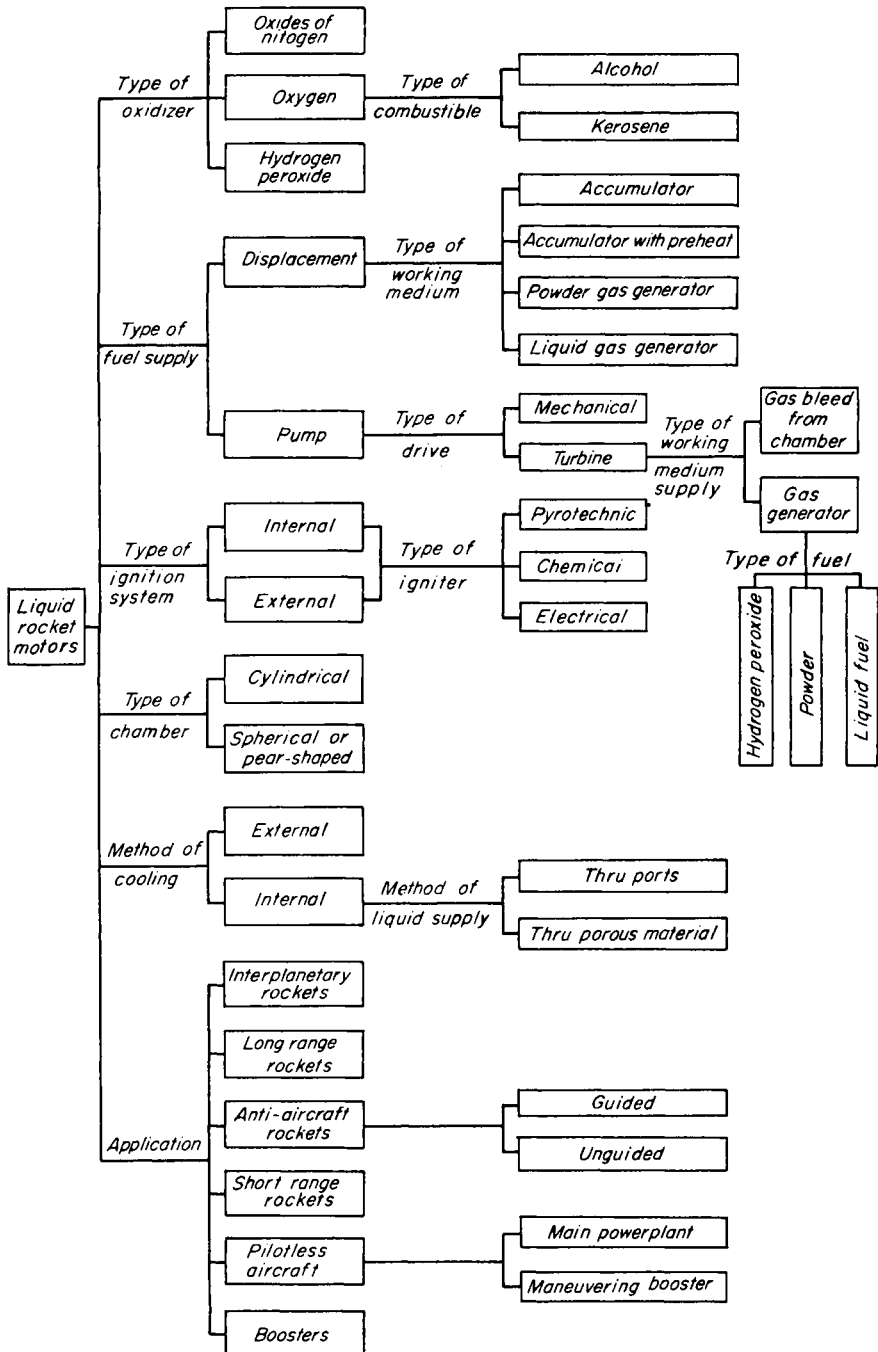 Oxides of
nitogen
Type of
oxidizer
Oxygen
Type of
combustible
Alcohol
Kerosene
Hydrogen
peroxide
Displacement
Type of
working
medium
Accumulator
Accumulator with preheat
Powder gas generator
Liquid gas generator
Type of
fuel supply
Pump
Type of
drive
Mechanical
Turbine
Type of
working
medium
supply
Gas bleed
from
chamber
Gas
generator
Type of fuel
Hydrogen peroxide
Powder
Liquid fuel
Liquid
rocket
motors
Type of
ignition
system
Internal
External
Type of
igniter
Pyrotechnic
Chemicai
Electrical
Type of
chamber
Cylindrical
Spherical or
pear-shaped
Method of
cooling
External
Internal
Method of
liquid supply
Thru ports
Thru porous material
Application
Interplanetary
rockets
Long range
rockets
Anti-aircraft
rockets
Guided
Unguided
Short range
rockets
Pilotless
aircraft
Main powerplant
Maneuvering booster
Boosters